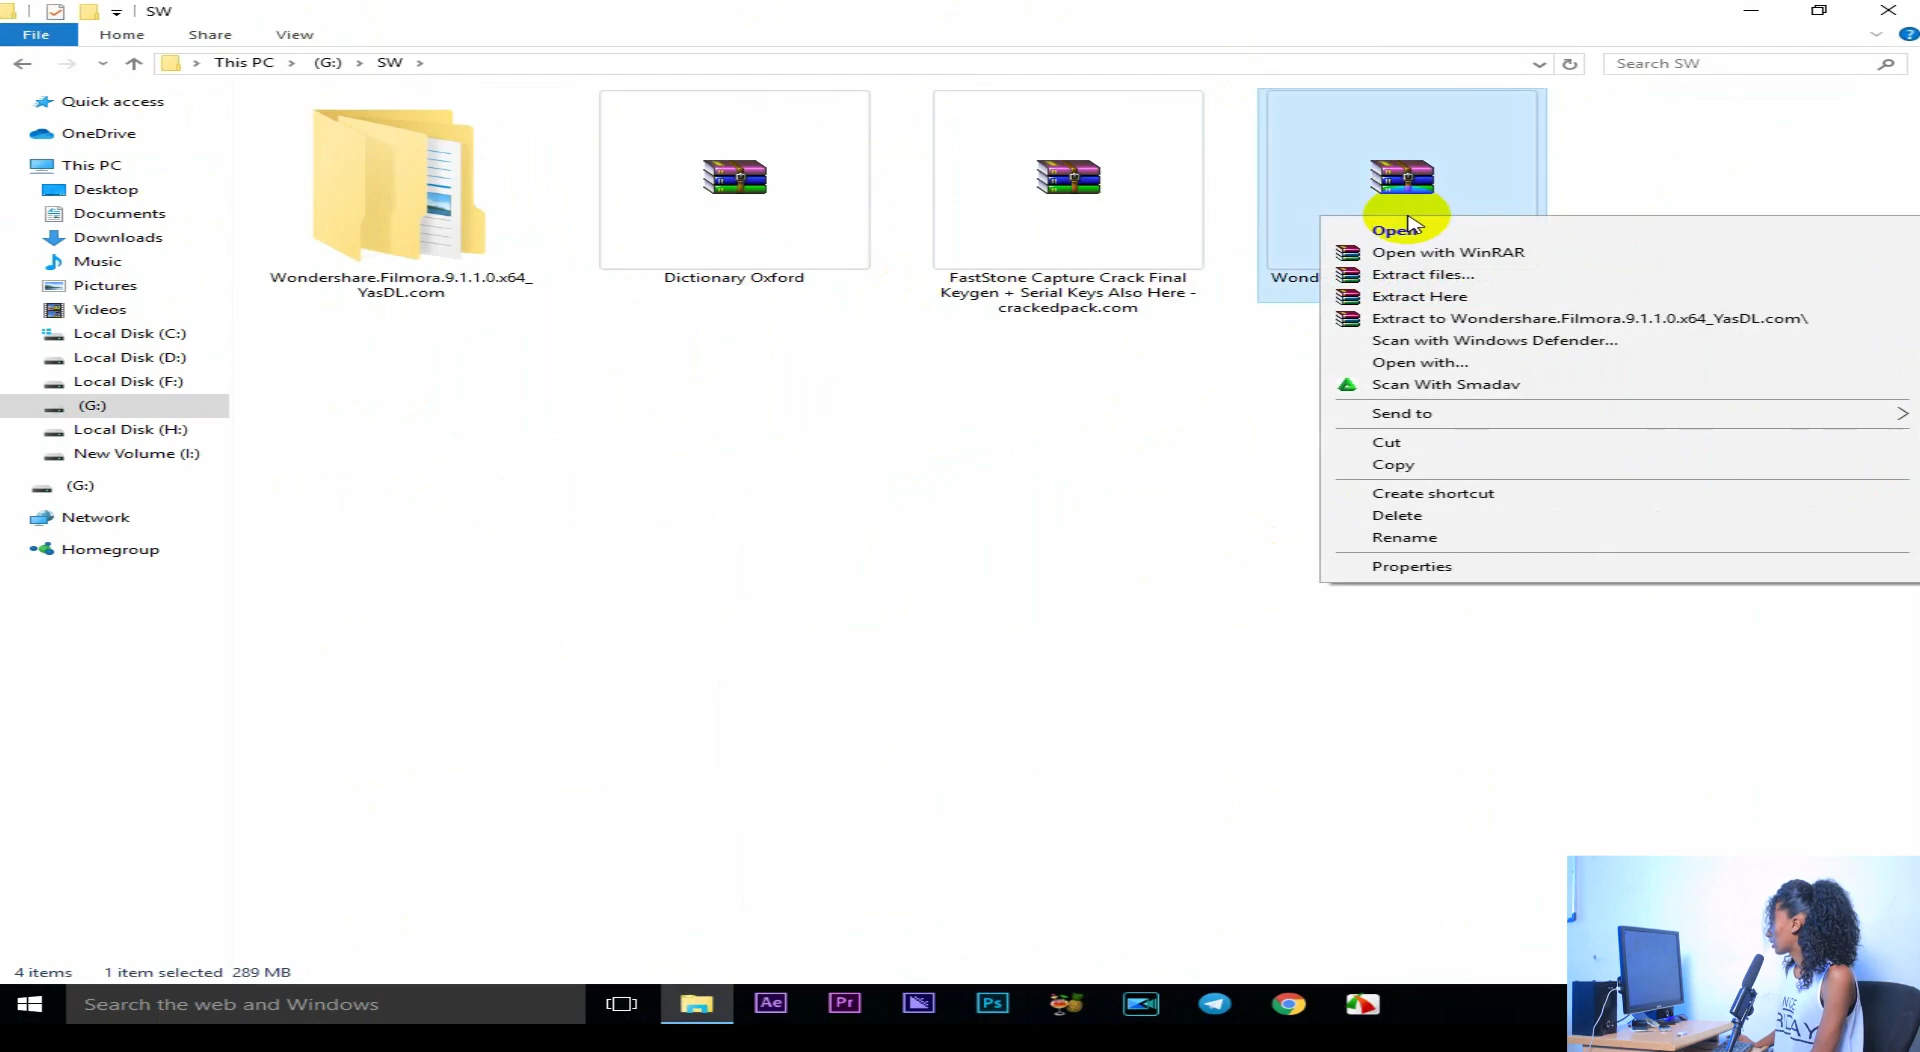 SW
File Home Share View
This PC (G:) SW
Search SW
Quick access
OneDrive
This PC
Desktop
Documents
Downloads
Music
Pictures
Videos
Local Disk (C:)
Local Disk (D:)
Local Disk (F:)
(G:)
Local Disk (H:)
New Volume (I:)
(G:)
Network
Homegroup
Wondershare.Filmora.9.1.1.0.x64_
YasDL.com
Dictionary Oxford
FastStone Capture Crack Final
Keygen + Serial Keys Also Here -
crackedpack.com
Wond
Open
Open with WinRAR
Extract files...
Extract Here
Extract to Wondershare.Filmora.9.1.1.0.x64_YasDL.com\
Scan with Windows Defender...
Open with...
Scan With Smadav
Send to
Cut
Copy
Create shortcut
Delete
Rename
Properties
4 items 1 item selected 289 MB
Search the web and Windows
Ae
Pr
Ps